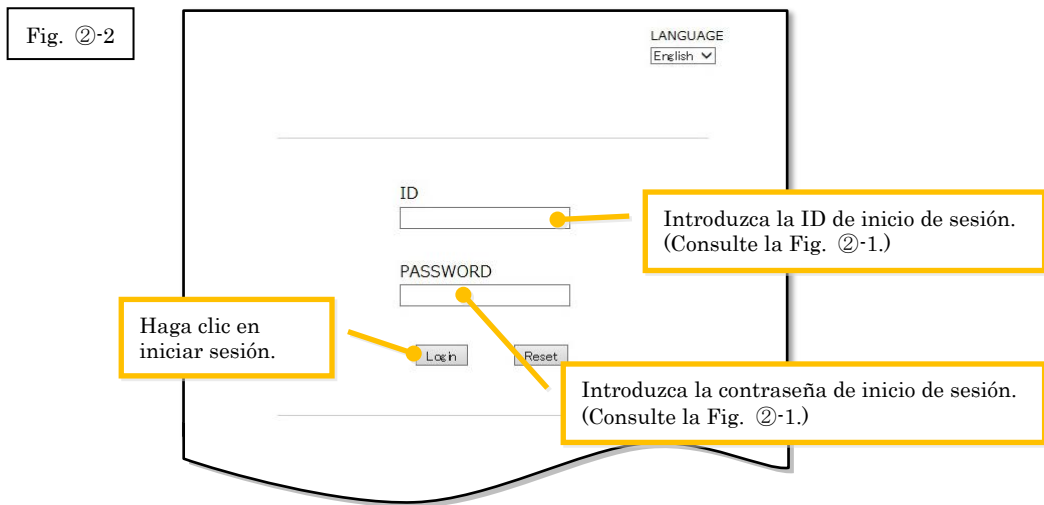 Fig. ②-2
LANGUAGE
English
ID
Introduzca la ID de inicio de sesión.
(Consulte la Fig. ②-1.)
PASSWORD
Haga clic en
iniciar sesión.
Login
Reset
Introduzca la contraseña de inicio de sesión.
(Consulte la Fig. ②-1.)